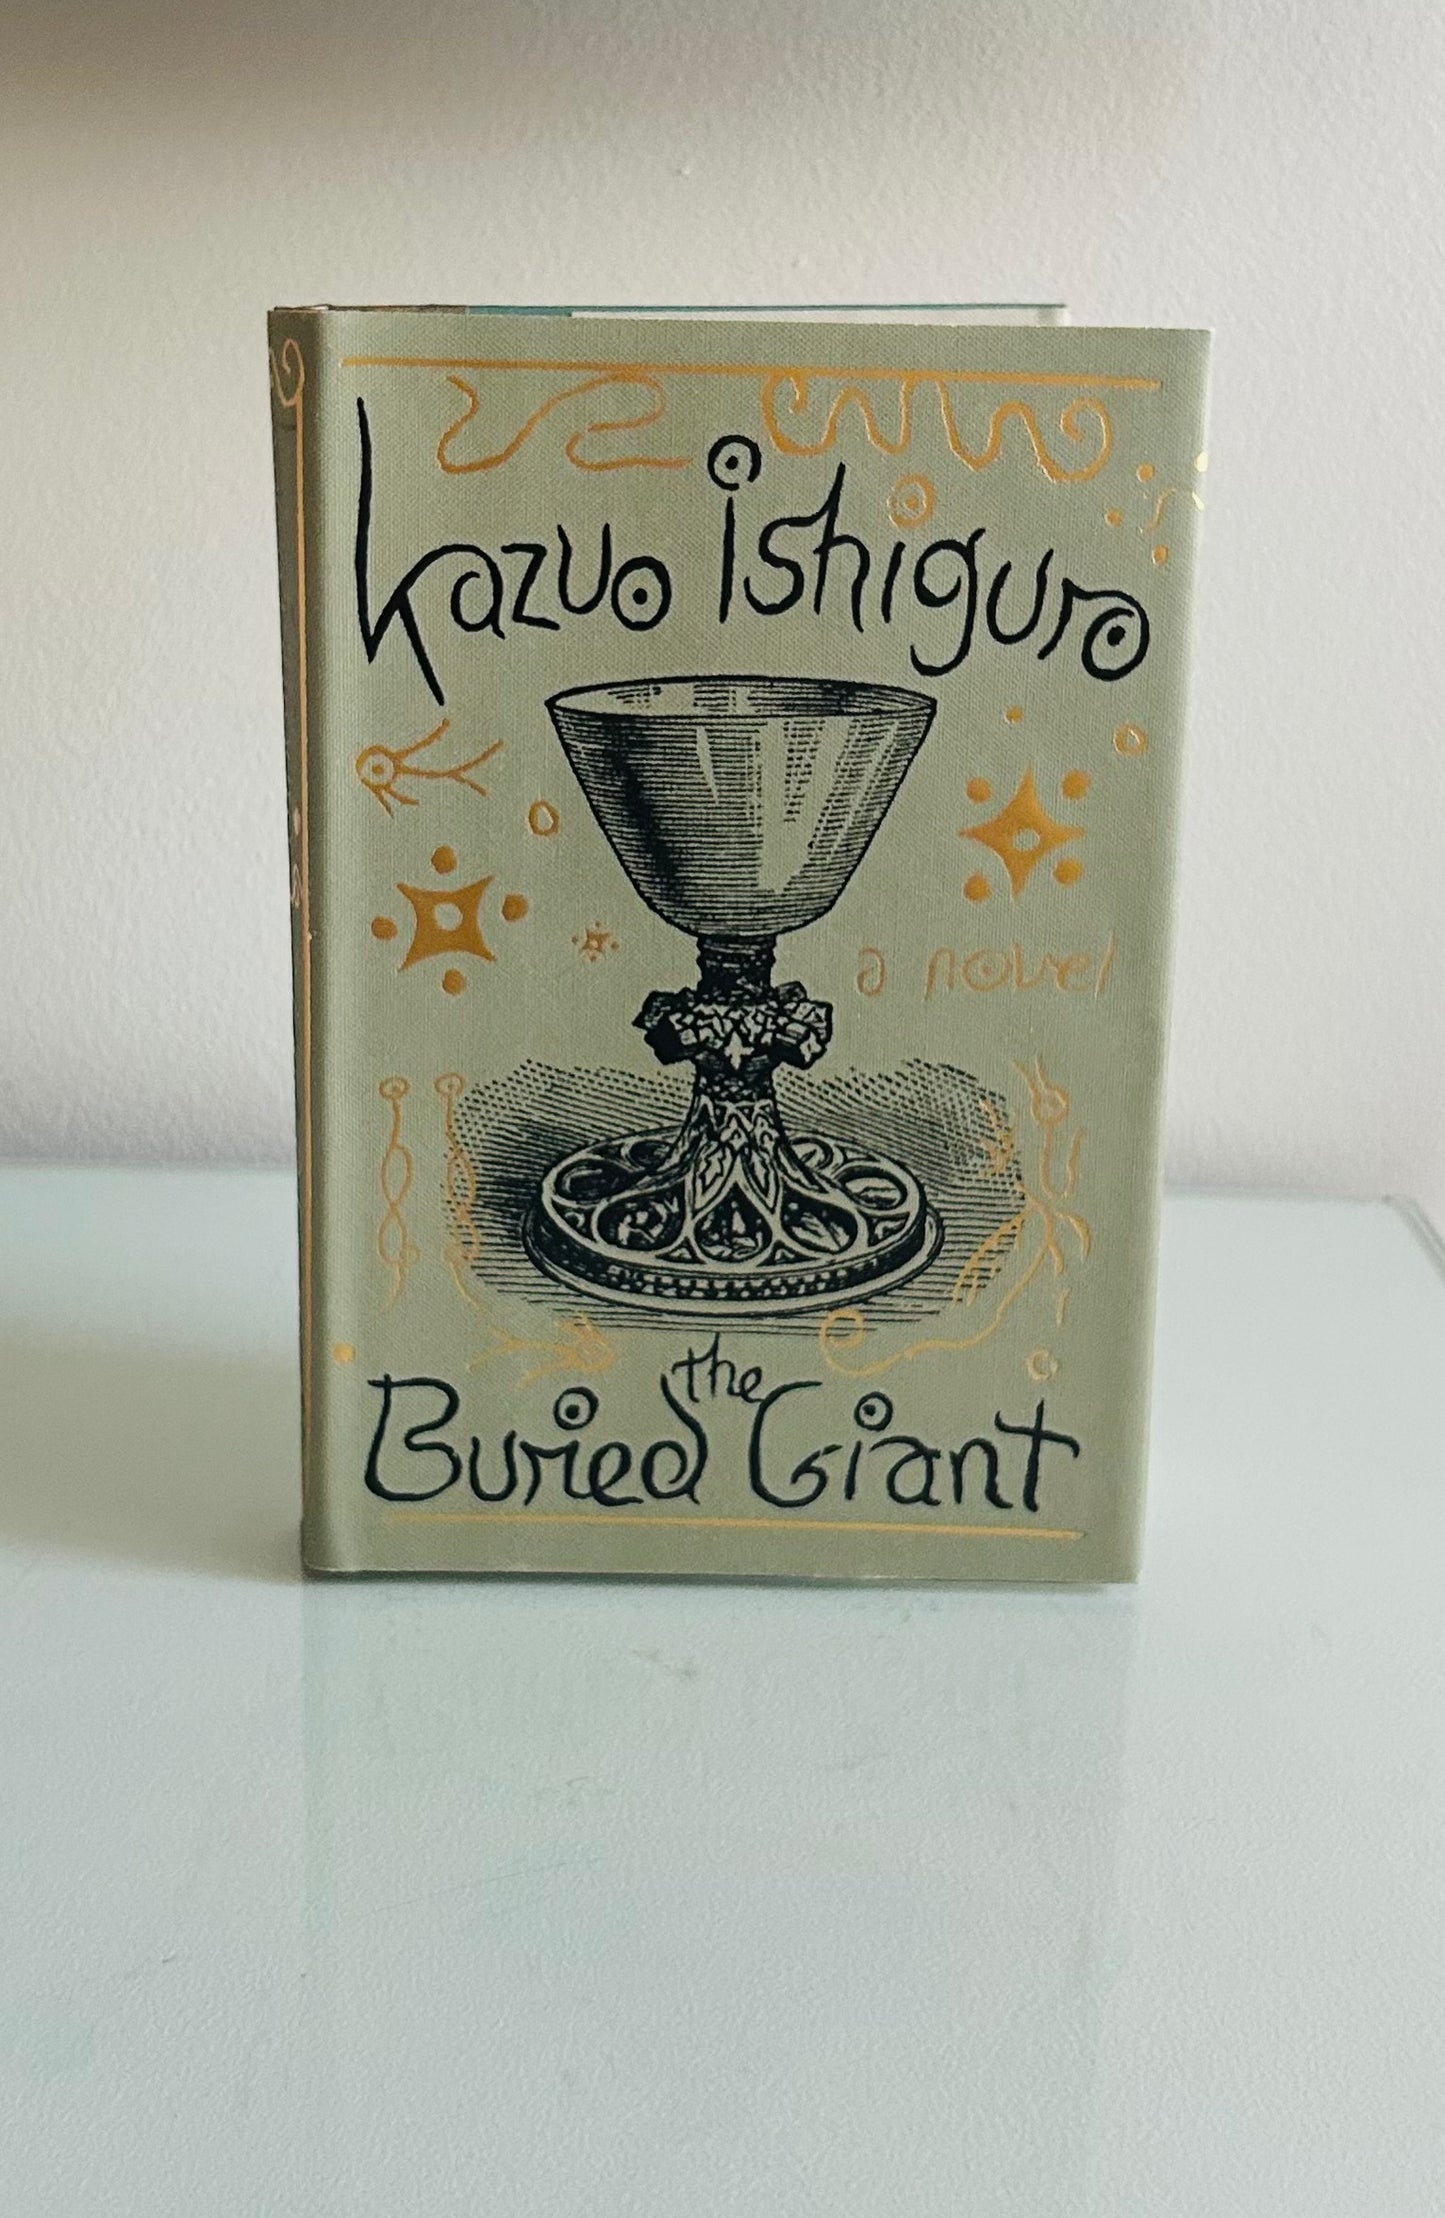 Kazuo Ishiguro
a novel
the
Buried Giant